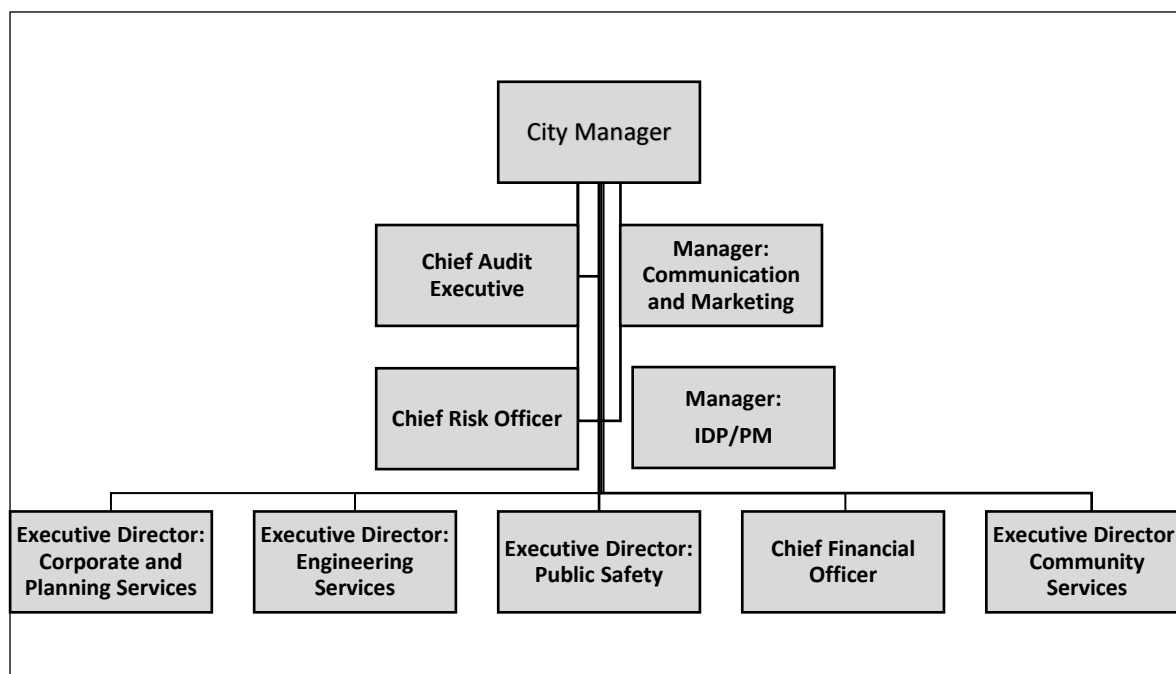 City Manager
Chief Audit
Executive
Manager:
Communication
and Marketing
Chief Risk Officer
Manager:
IDP/PM
Executive Director:
Corporate and
Planning Services
Executive Director:
Engineering
Services
Executive Director:
Public Safety
Chief Financial
Officer
Executive Director
Community
Services